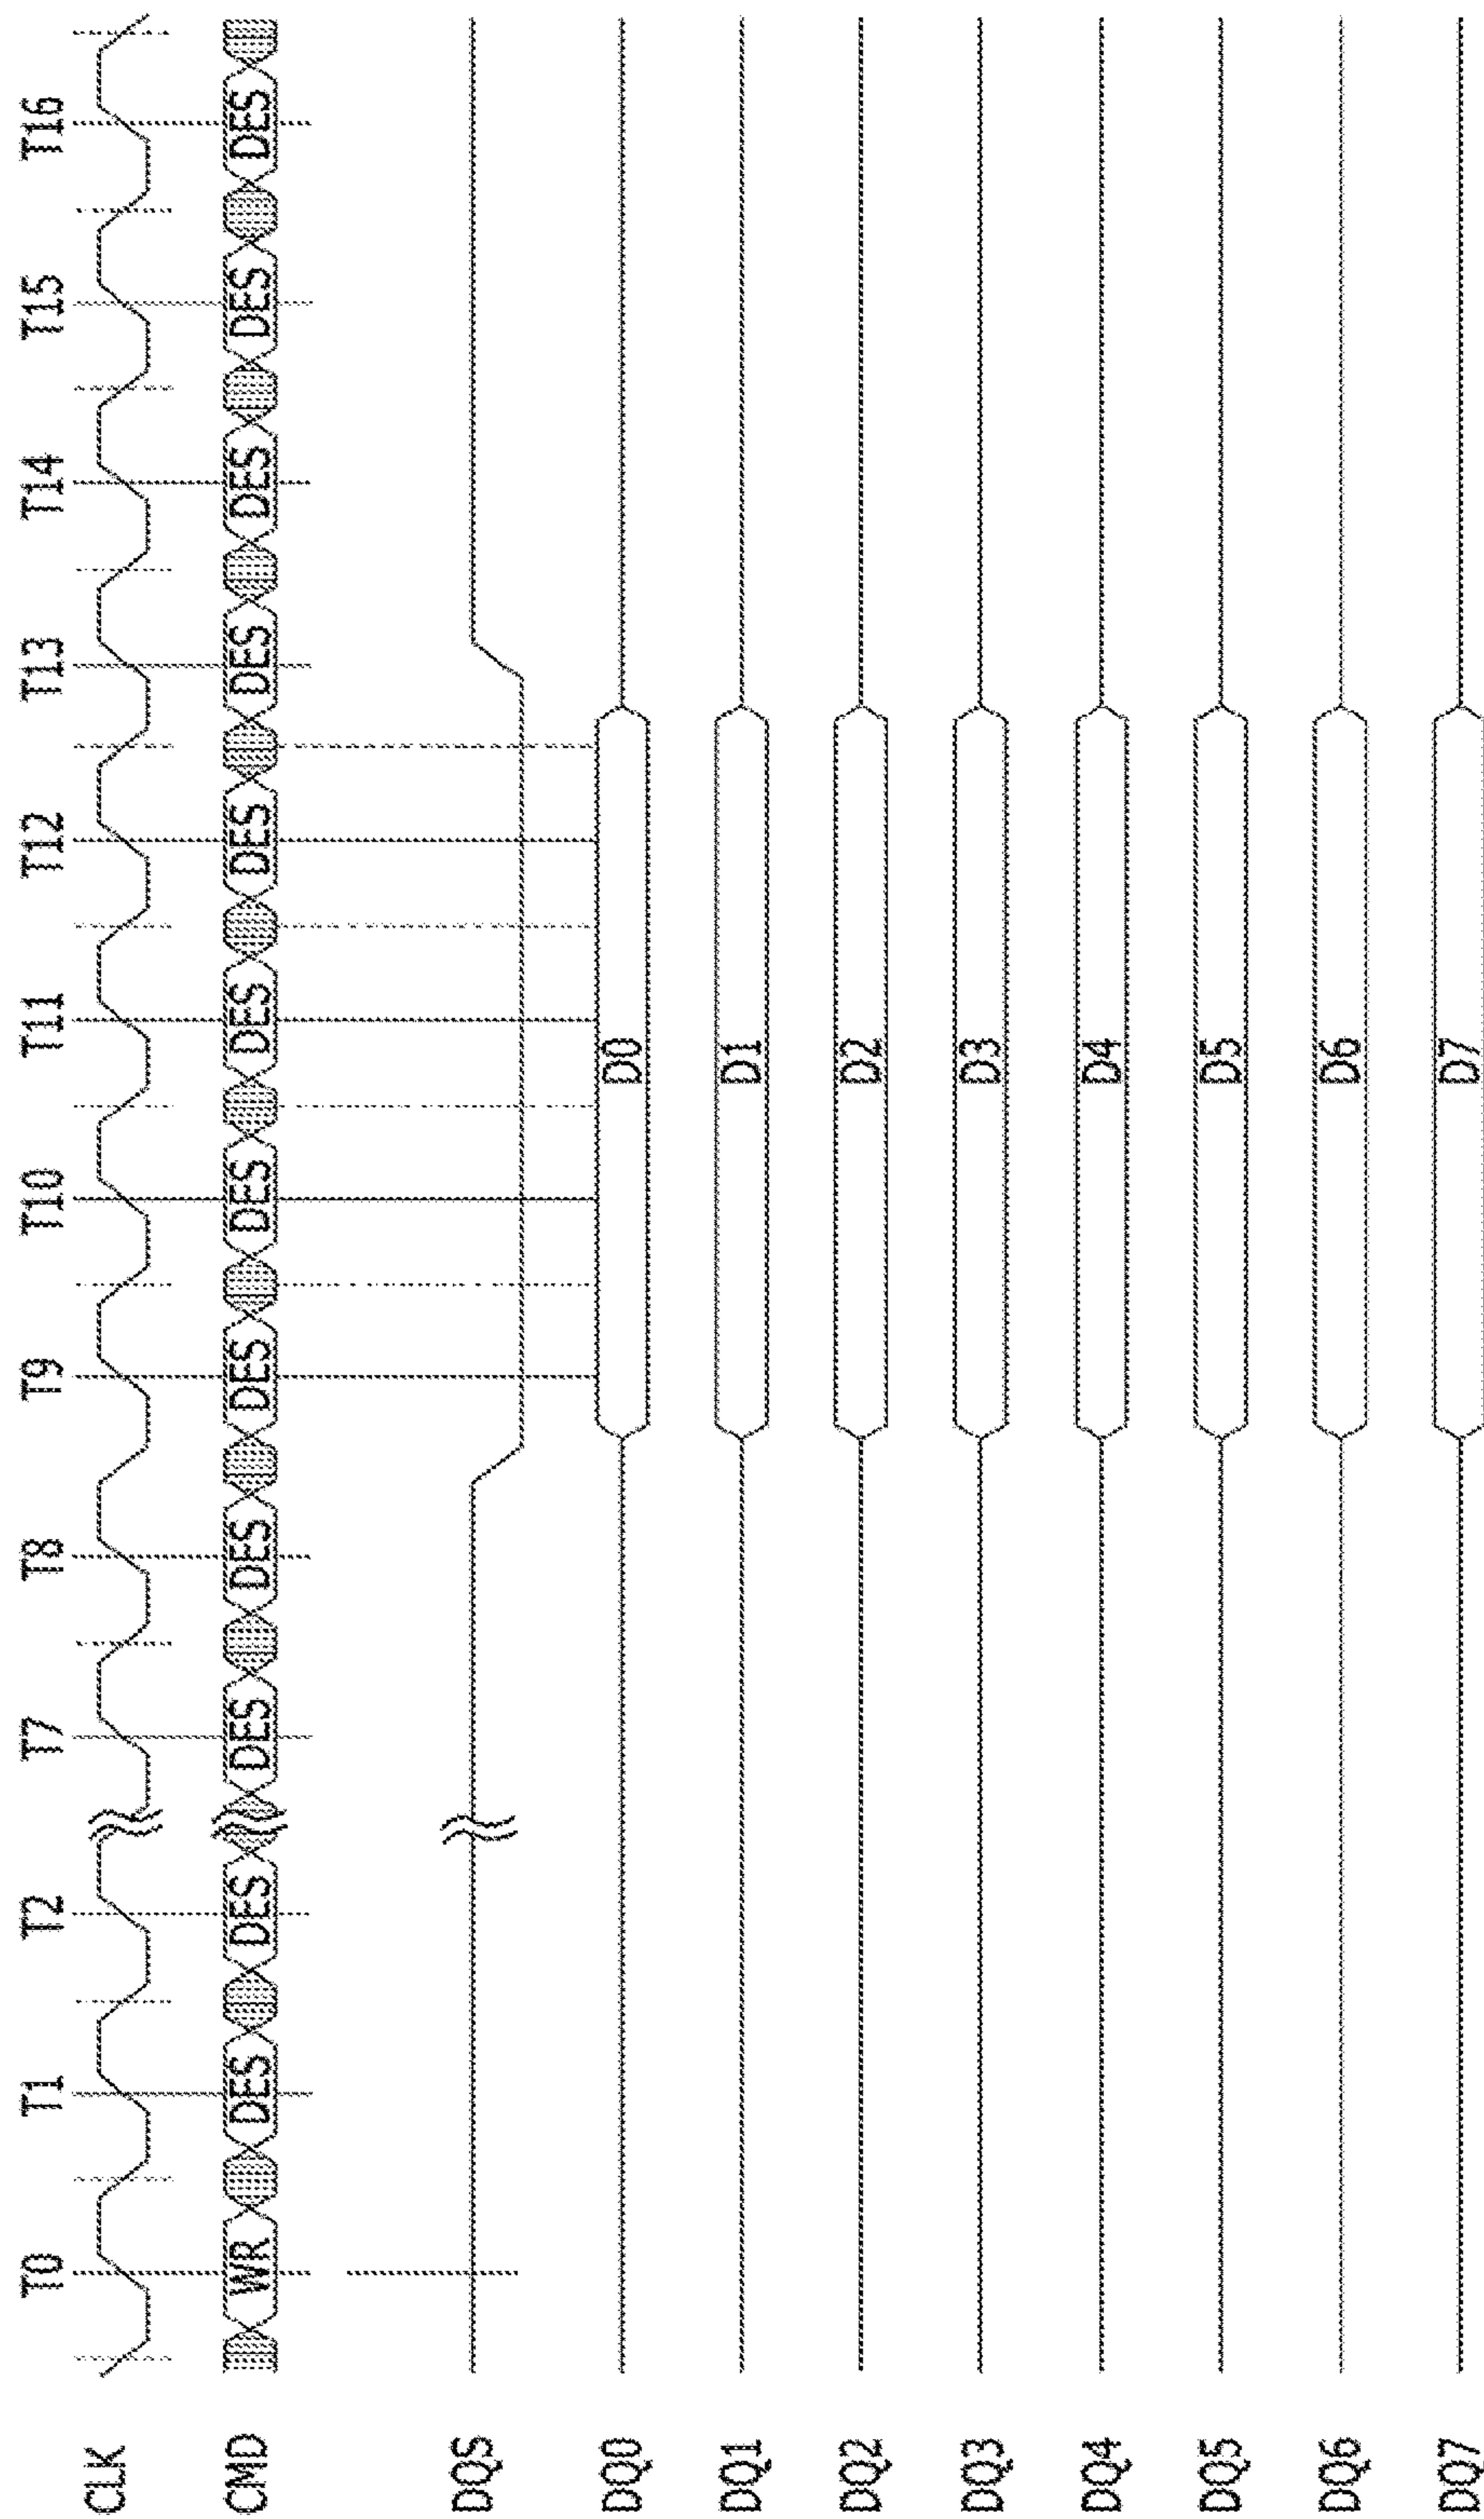 T0 T1 T2 T7 T8 T9 T10 T11 T12 T13 T14 T15 T16
CLK
CMD WR DES DES DES DES DES DES DES DES DES DES DES DES
DQS
DQ0 D0
DQ1 D1
DQ2 D2
DQ3 D3
DQ4 D4
DQ5 D5
DQ6 D6
DQ7 D7